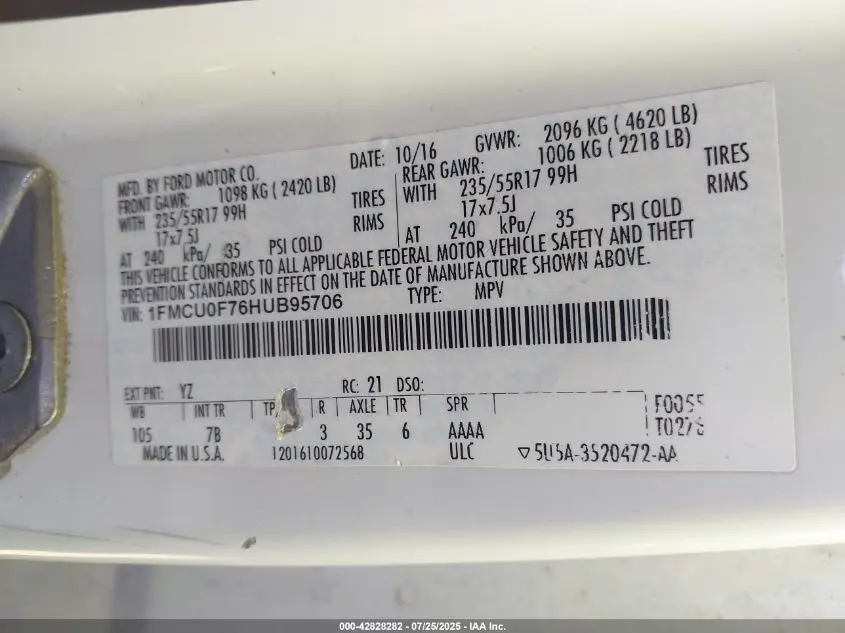 MFD. BY FORD MOTOR CO. DATE: 10/16 GVWR: 2096 KG ( 4620 LB)
FRONT GAWR: 1098 KG ( 2420 LB) REAR GAWR: 1006 KG ( 2218 LB)
WITH 235/55R17 99H TIRES WITH 235/55R17 99H TIRES
17x7.5J RIMS 17x7.5J RIMS
AT 240 kPa/ 35 PSI COLD AT 240 kPa/ 35 PSI COLD
THIS VEHICLE CONFORMS TO ALL APPLICABLE FEDERAL MOTOR VEHICLE SAFETY AND THEFT
PREVENTION STANDARDS IN EFFECT ON THE DATE OF MANUFACTURE SHOWN ABOVE.
VIN: 1FMCU0F76HUB95706 TYPE: MPV
EXT PNT: YZ RC: 21 DSO:
WB INT TR R AXLE TR SPR F0055
105 7B 3 35 6 AAAA
MADE IN U.S.A. 1201610072568 ULC ▽5U5A-3520472-AA
000-42828282 | 07/25/2025 - IAA Inc.